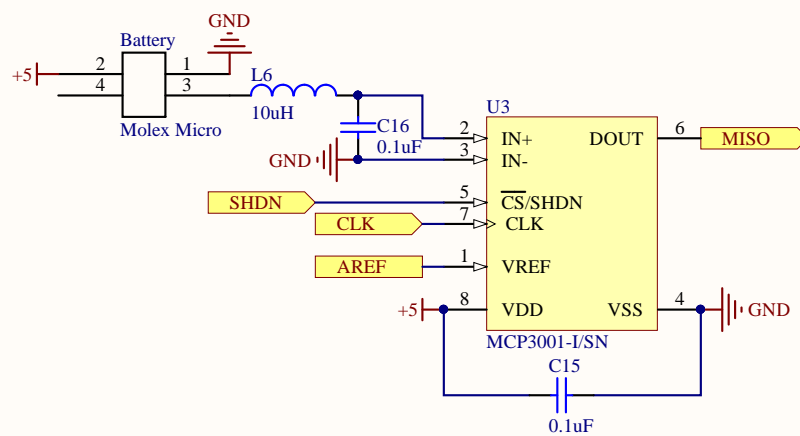 GND
Battery
+5
2
1
4
3
L6
10uH
Molex Micro
C16
0.1uF
GND
U3
2
IN+
3
IN-
DOUT
6
MISO
SHDN
5
CS/SHDN
CLK
7
CLK
AREF
1
VREF
+5
8
VDD
VSS
4
GND
MCP3001-I/SN
C15
0.1uF